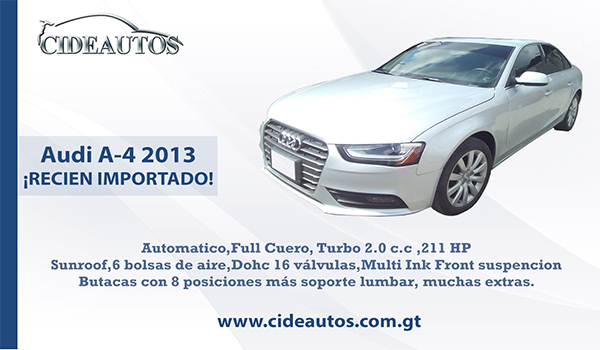 CIDEAUTOS
Audi A-4 2013
¡RECIEN IMPORTADO!
Automatico,Full Cuero, Turbo 2.0 c.c ,211 HP
Sunroof,6 bolsas de aire,Dohc 16 válvulas,Multi Ink Front suspencion
Butacas con 8 posiciones más soporte lumbar, muchas extras.
www.cideautos.com.gt